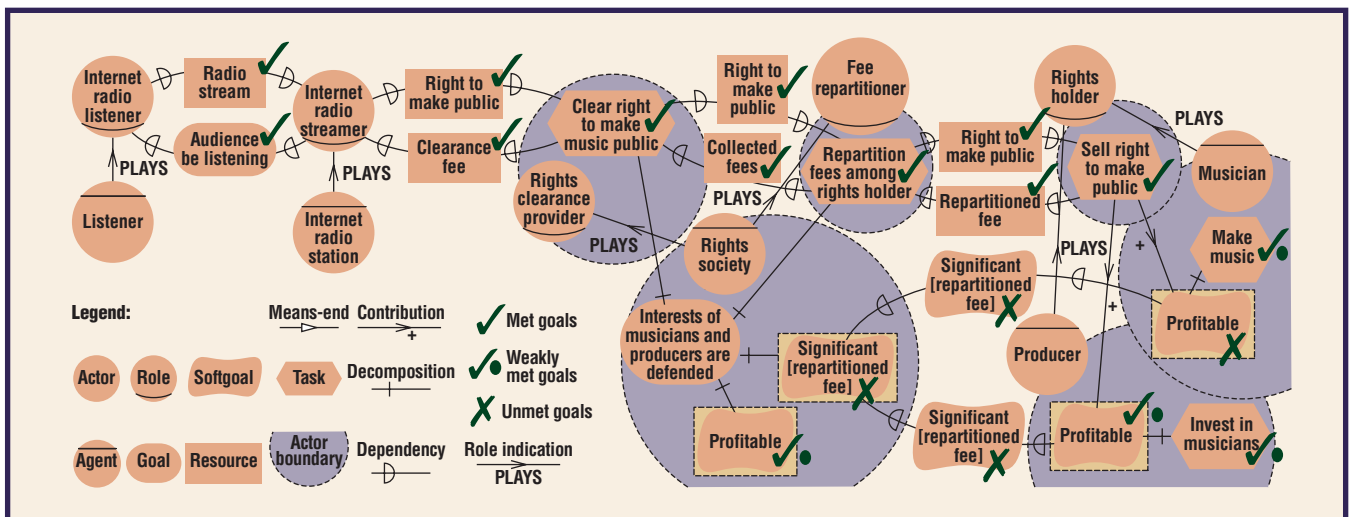 Internet
radio
listener
Radio
stream
Audience
be listening
PLAYS
Listener
Internet
radio
streamer
PLAYS
Internet
radio
station
Right to
make public
Clearance
fee
Clear right
to make
music public
Rights
clearance
provider
PLAYS
Right to
make
public
Collected
fees
PLAYS
Rights
society
Fee
repartitioner
Repartition
fees among
rights holder
Right to
make public
Repartitioned
fee
Rights
holder
PLAYS
Sell right
to make
public
Musician
+
Make
music
Profitable
PLAYS
+
Producer
Significant
[repartitioned
fee]
Interests of
musicians and
producers are
defended
Significant
[repartitioned
fee]
Profitable
Significant
[repartitioned
fee]
Profitable
Invest in
musicians
Legend:
Means-end
Contribution
+
Met goals
Actor
Role
Softgoal
Task
Decomposition
Weakly
met goals
Unmet goals
Agent
Goal
Resource
Actor
boundary
Dependency
Role indication
PLAYS